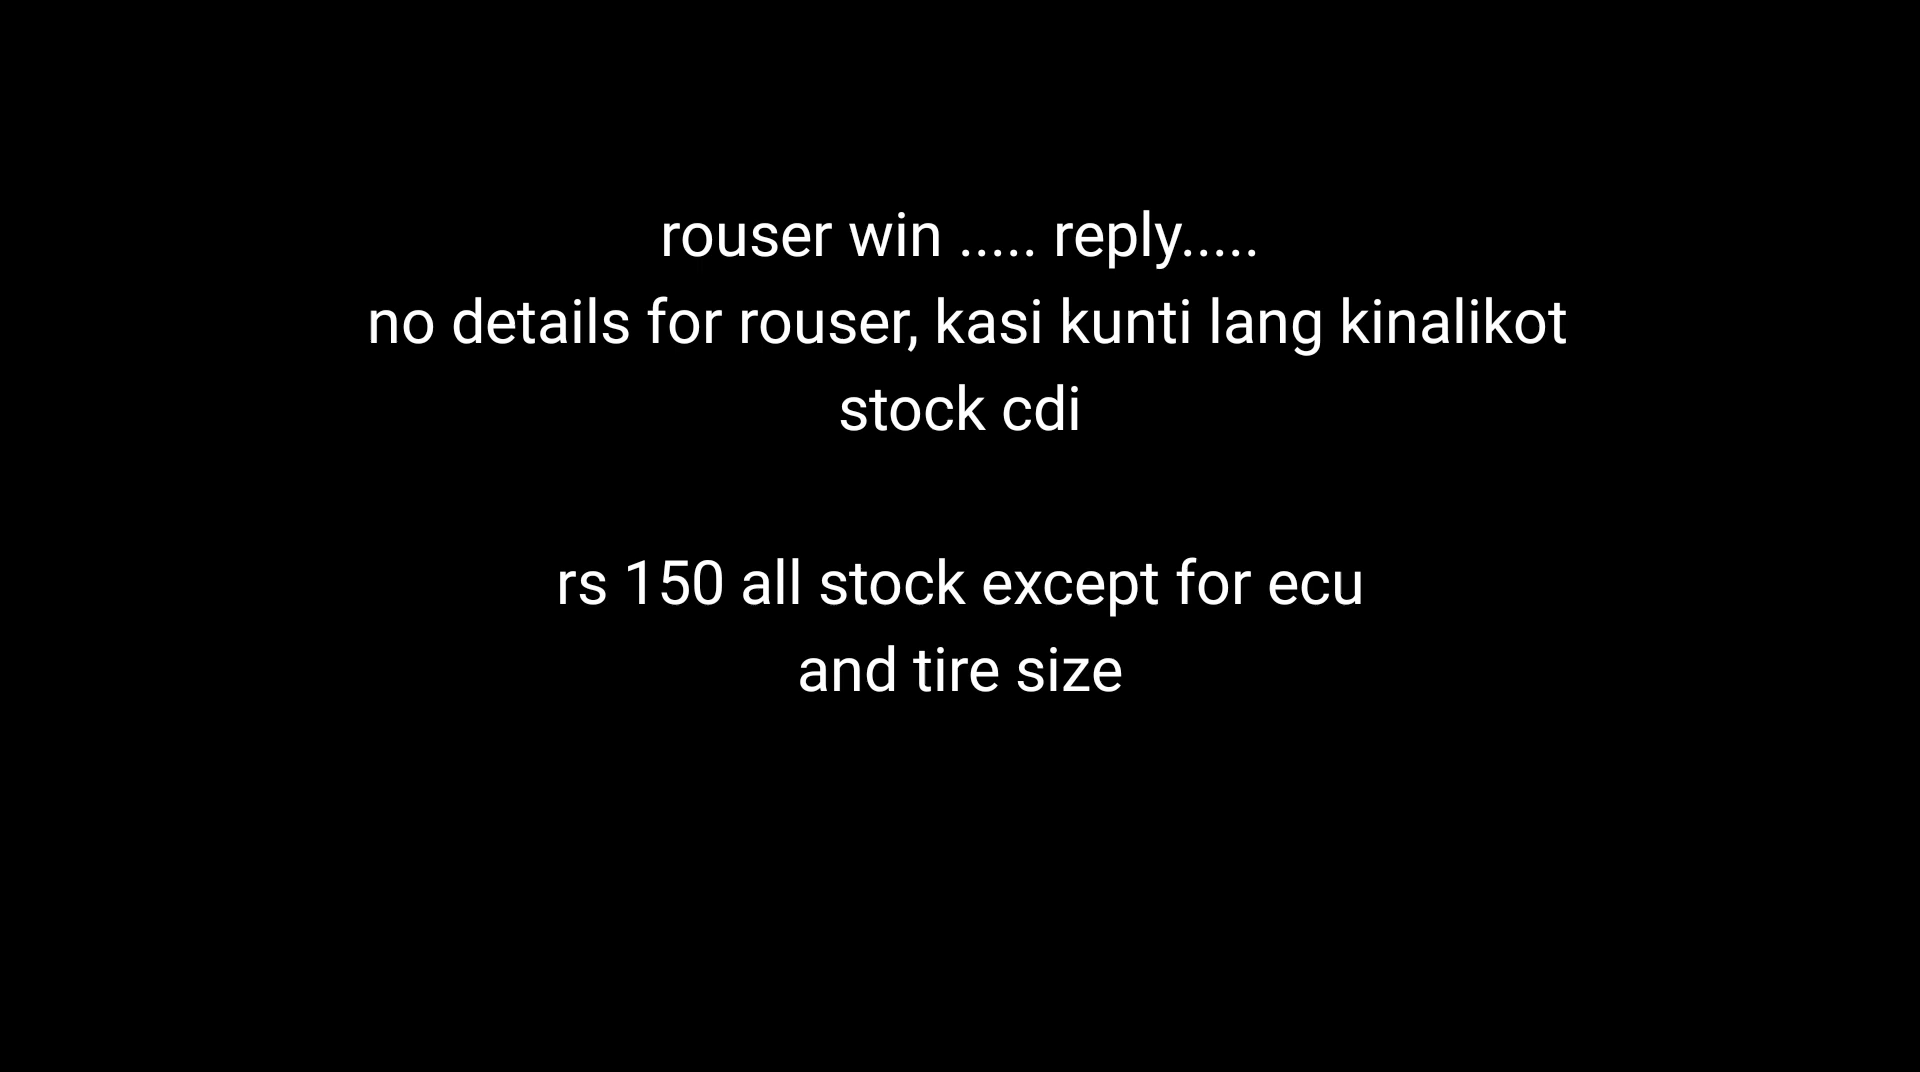 rouser win ..... reply.....
no details for rouser, kasi kunti lang kinalikot
stock cdi
rs 150 all stock except for ecu
and tire size